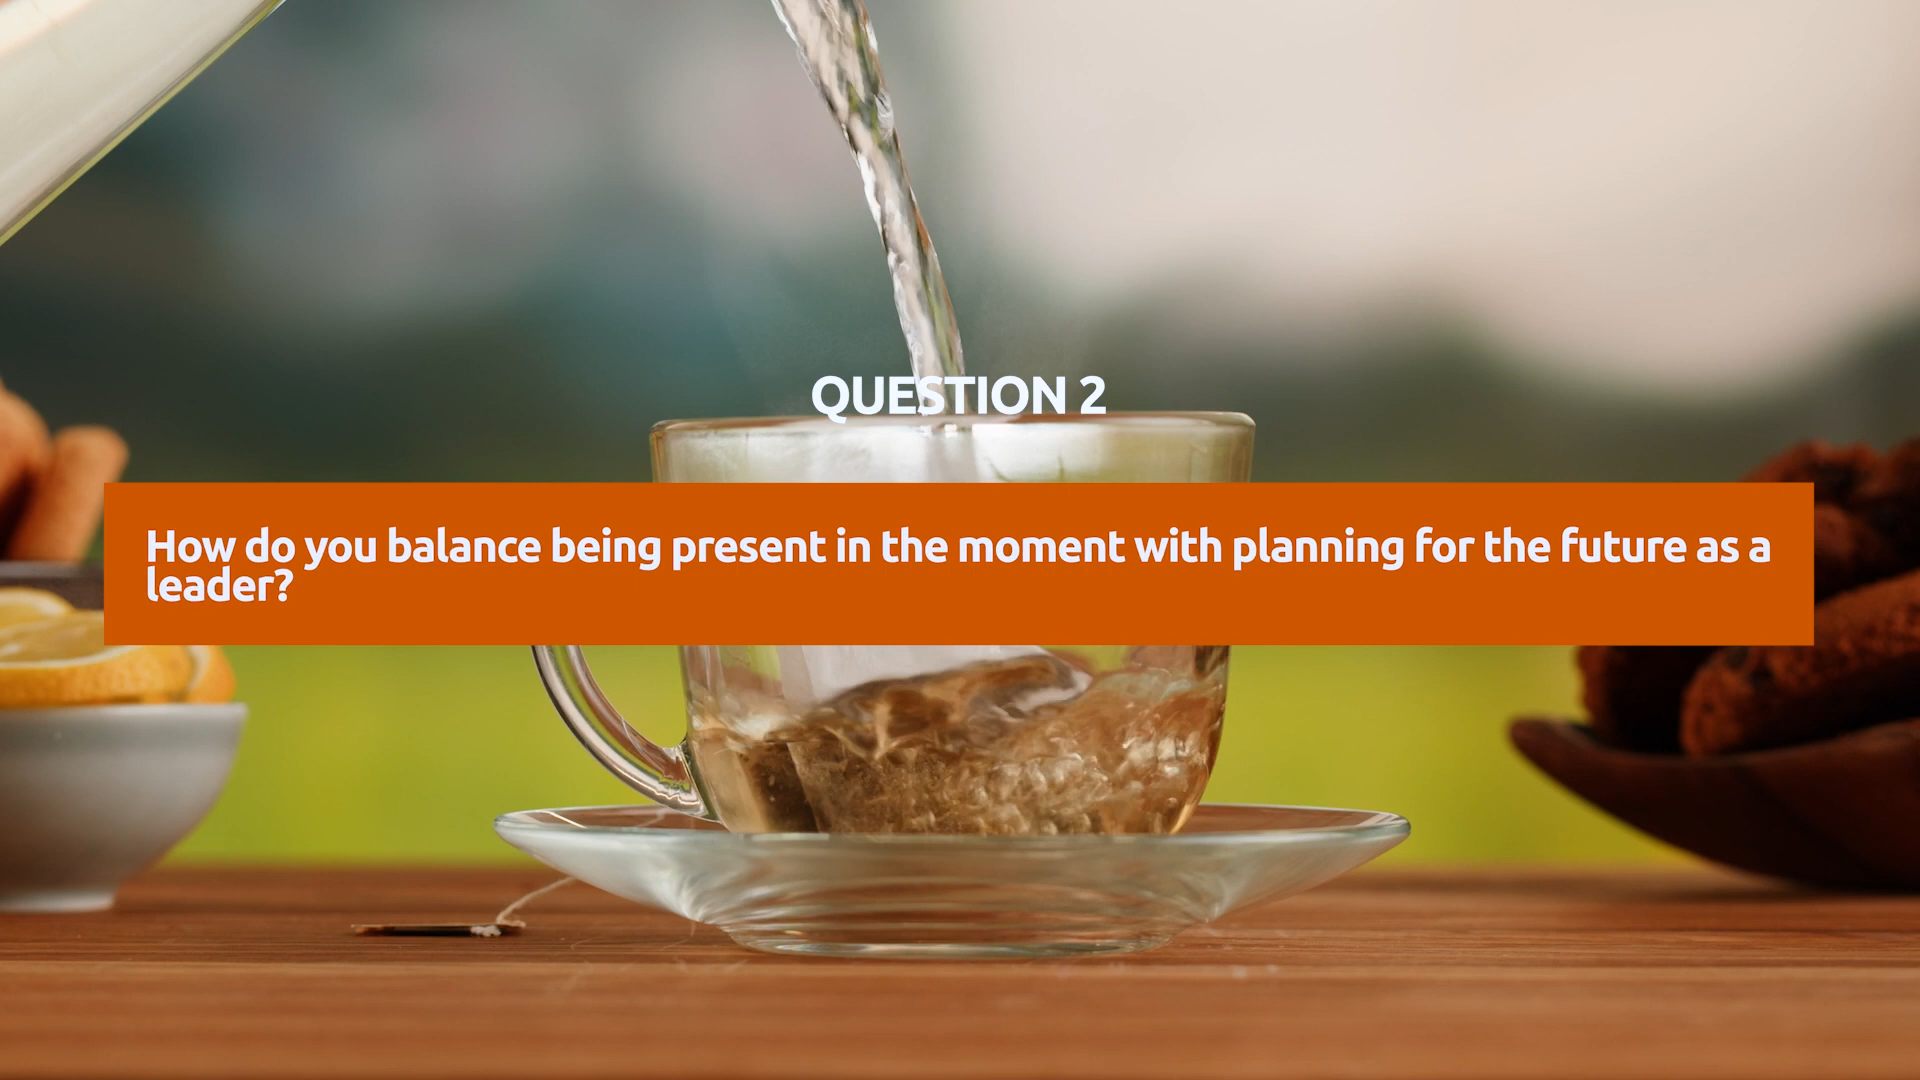 QUESTION 2
How do you balance being present in the moment with planning for the future as a
leader?